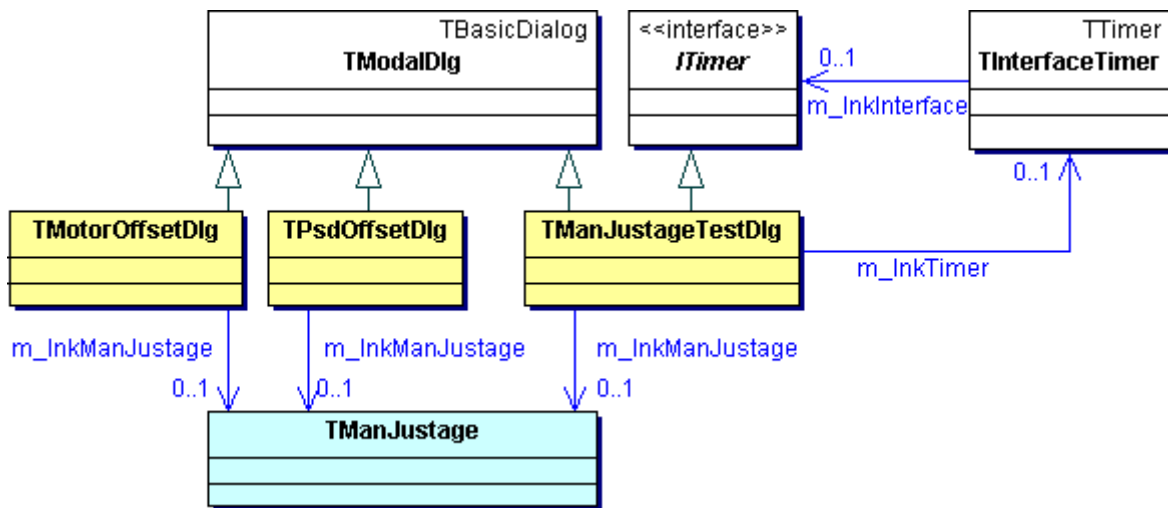 TBasicDialog
TModalDlg
<<interface>>
ITimer
TTimer
TInterfaceTimer
0..1
m_lnkInterface
0..1
TMotorOffsetDlg
TPsdOffsetDlg
TManJustageTestDlg
m_lnkTimer
m_lnkManJustage
m_lnkManJustage
m_lnkManJustage
0..1
0..1
0..1
TManJustage